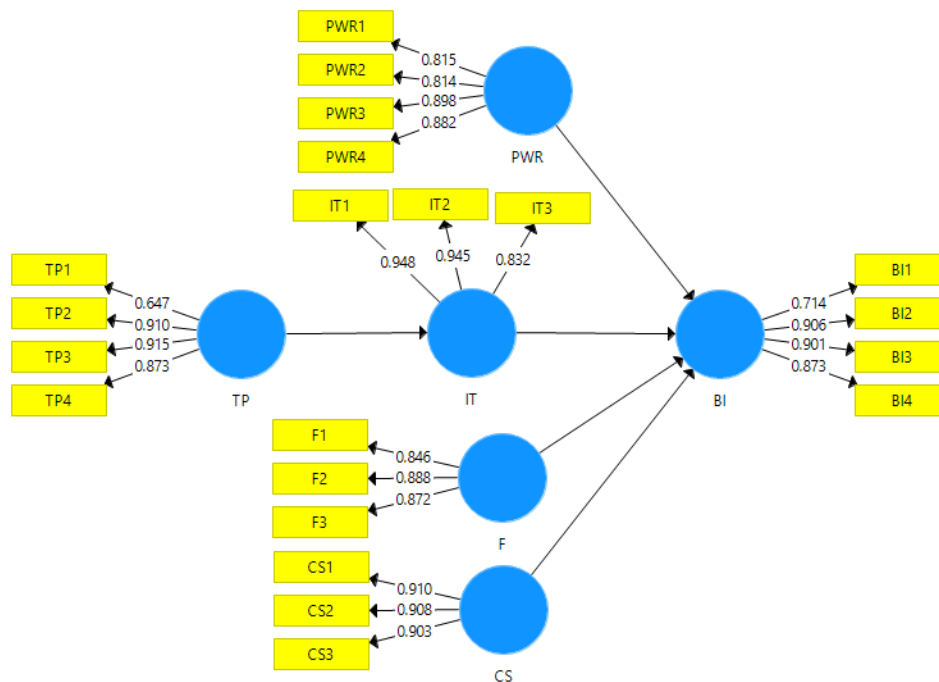 PWR1
PWR2
PWR3
PWR4
0.815
0.814
0.898
0.882
PWR
IT1
IT2
IT3
0.948
0.945
0.832
IT
TP1
TP2
TP3
TP4
0.647
0.910
0.915
0.873
TP
BI1
BI2
BI3
BI4
0.714
0.906
0.901
0.873
BI
F1
F2
F3
0.846
0.888
0.872
F
CS1
CS2
CS3
0.910
0.908
0.903
CS